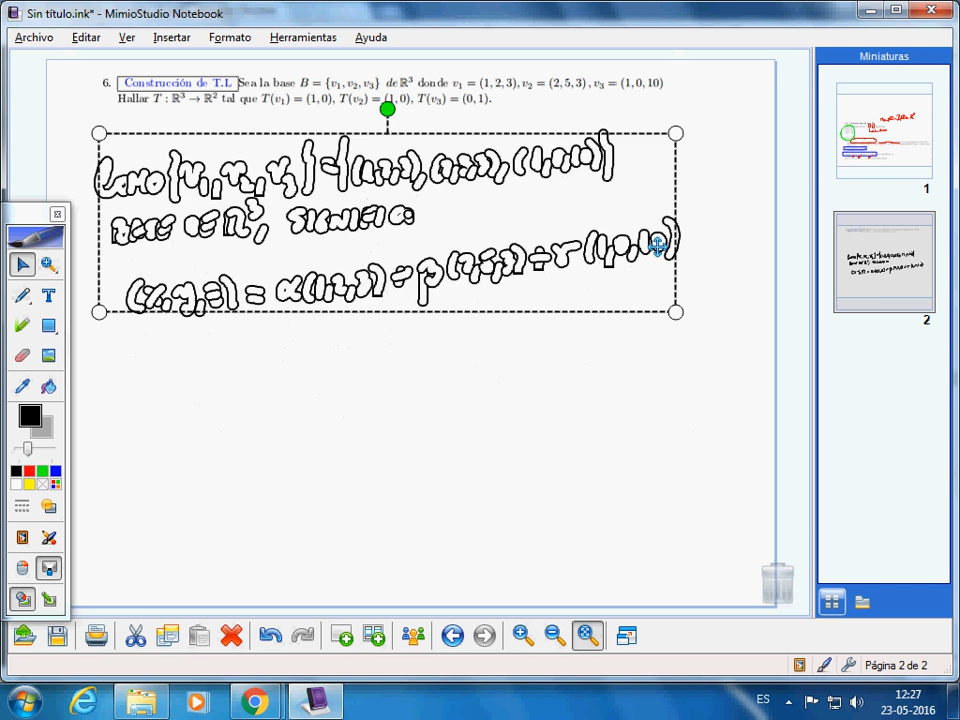 Sin título.ink* - MimioStudio Notebook
Archivo Editar Ver Insertar Formato Herramientas Ayuda
Miniaturas
6. Construcción de T.L Sea la base B = {v₁, v₂, v₃} de ℝ³ donde v₁ = (1, 2, 3), v₂ = (2, 5, 3), v₃ = (1, 0, 10)
Hallar T : ℝ³ → ℝ² tal que T(v₁) = (1, 0), T(v₂) = (1, 0), T(v₃) = (0, 1).
Como {v₁, v₂, v₃} = {(1,2,3), (2,5,3), (1,0,10)}
base de ℝ³,
(x,y,z) = α(1,2,3) + β(2,5,3) + γ(1,0,10)
1
2
T
Página 2 de 2
ES
12:27
23-05-2016